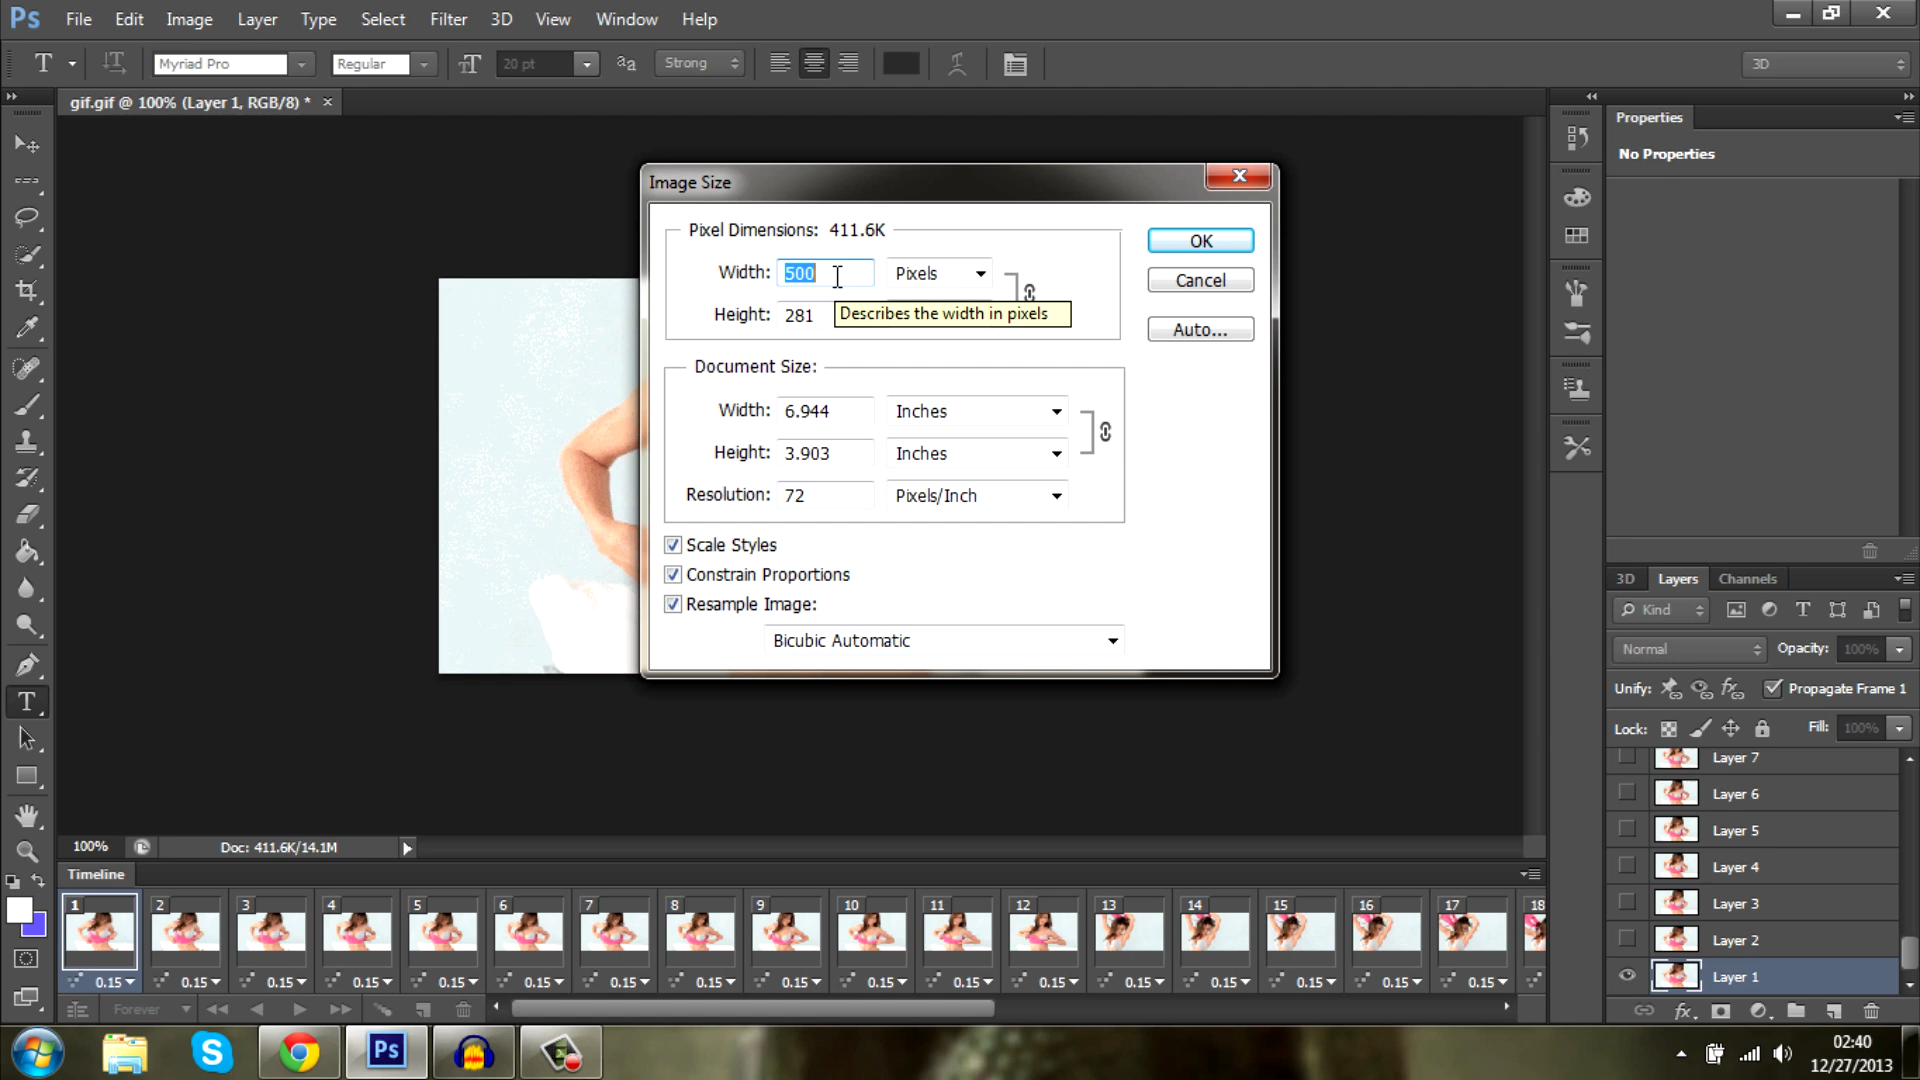 Ps File Edit Image Layer Type Select Filter 3D View Window Help
T Myriad Pro Regular 20 pt aa Strong 3D
gif.gif @ 100% (Layer 1, RGB/8) * ×
Properties
No Properties
Image Size
Pixel Dimensions: 411.6K
Width: 500 Pixels
Height: 281
Describes the width in pixels
OK
Cancel
Auto...
Document Size:
Width: 6.944 Inches
Height: 3.903 Inches
Resolution: 72 Pixels/Inch
Scale Styles
Constrain Proportions
Resample Image:
Bicubic Automatic
3D Layers Channels
Kind
Normal Opacity: 100%
Unify: Propagate Frame 1
Lock: Fill: 100%
Layer 7
Layer 6
Layer 5
Layer 4
Layer 3
Layer 2
Layer 1
100% Doc: 411.6K/14.1M
Timeline
1 2 3 4 5 6 7 8 9 10 11 12 13 14 15 16 17 18
0.15 0.15 0.15 0.15 0.15 0.15 0.15 0.15 0.15 0.15 0.15 0.15 0.15 0.15 0.15 0.15 0.15
Forever
Ps
02:40
12/27/2013